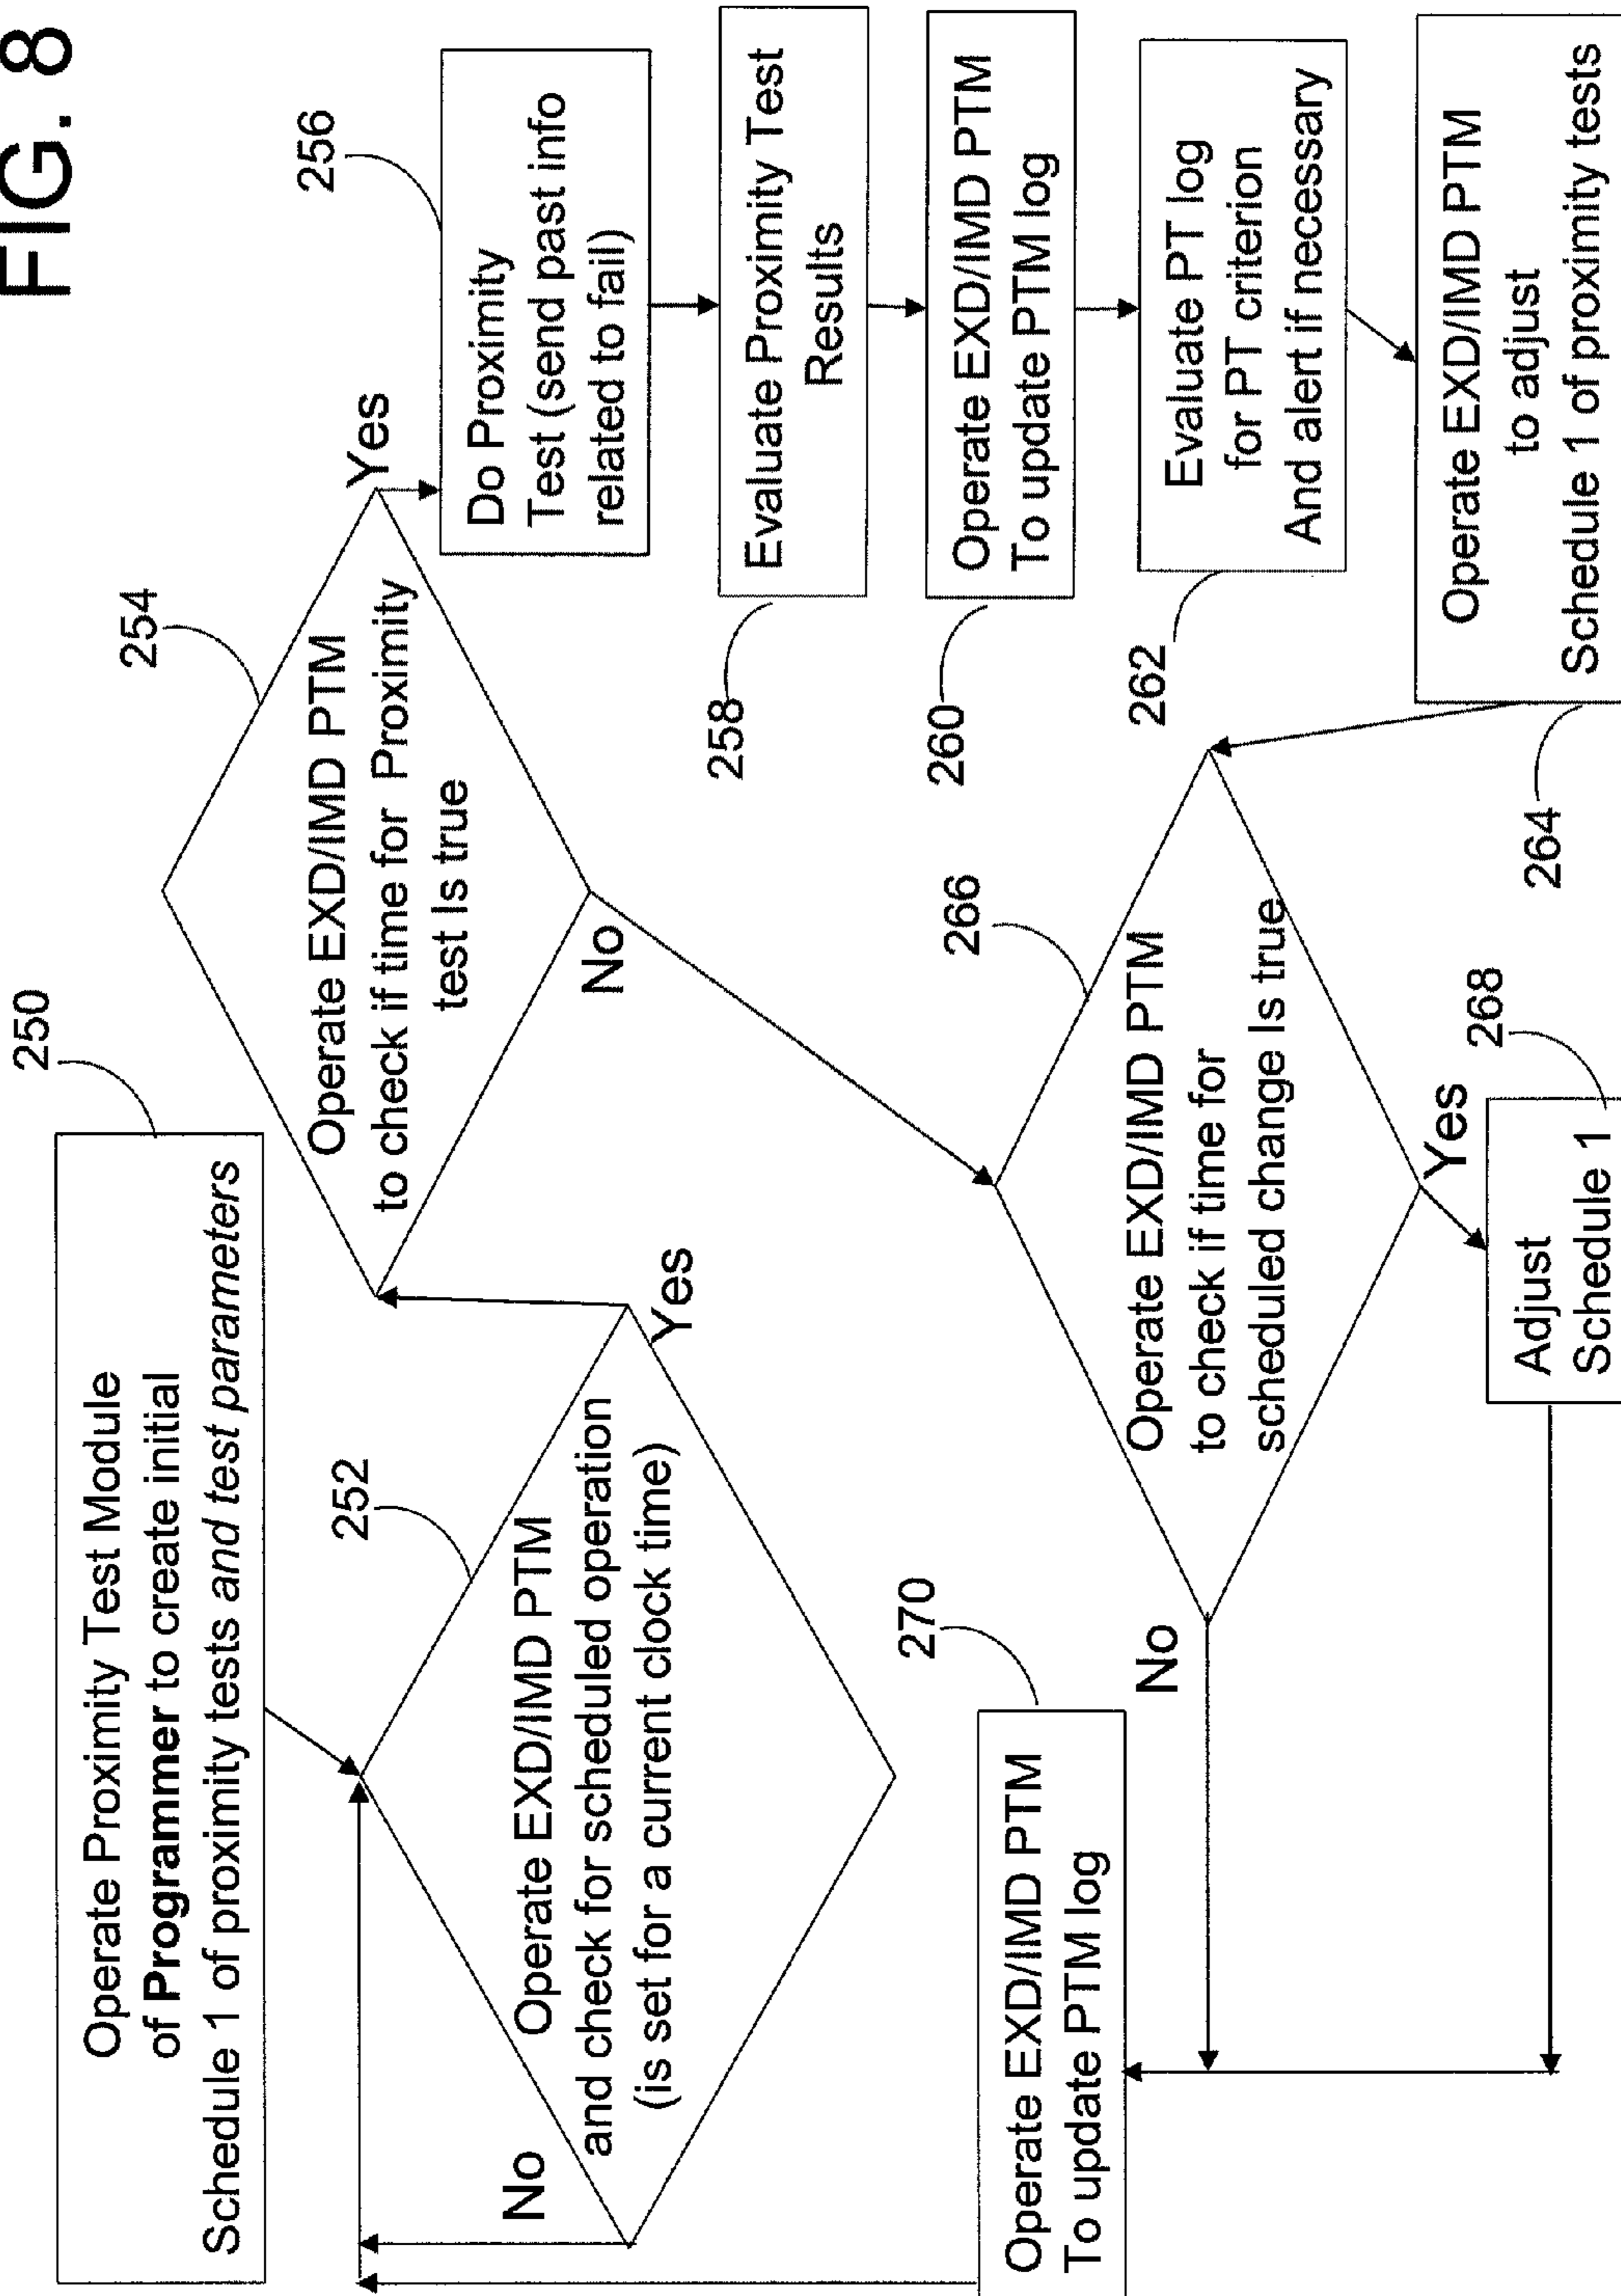 FIG. 8
250
Operate Proximity Test Module
of Programmer to create initial
Schedule 1 of proximity tests and test parameters
252
Operate EXD/IMD PTM
and check for scheduled operation
(is set for a current clock time)
No
Yes
254
Operate EXD/IMD PTM
to check if time for Proximity
test Is true
Yes
No
256
Do Proximity
Test (send past info
related to fail)
258
Evaluate Proximity Test
Results
260
Operate EXD/IMD PTM
To update PTM log
262
Evaluate PT log
for PT criterion
And alert if necessary
264
Operate EXD/IMD PTM
to adjust
Schedule 1 of proximity tests
266
Operate EXD/IMD PTM
to check if time for
scheduled change Is true
No
Yes
268
Adjust
Schedule 1
270
Operate EXD/IMD PTM
To update PTM log